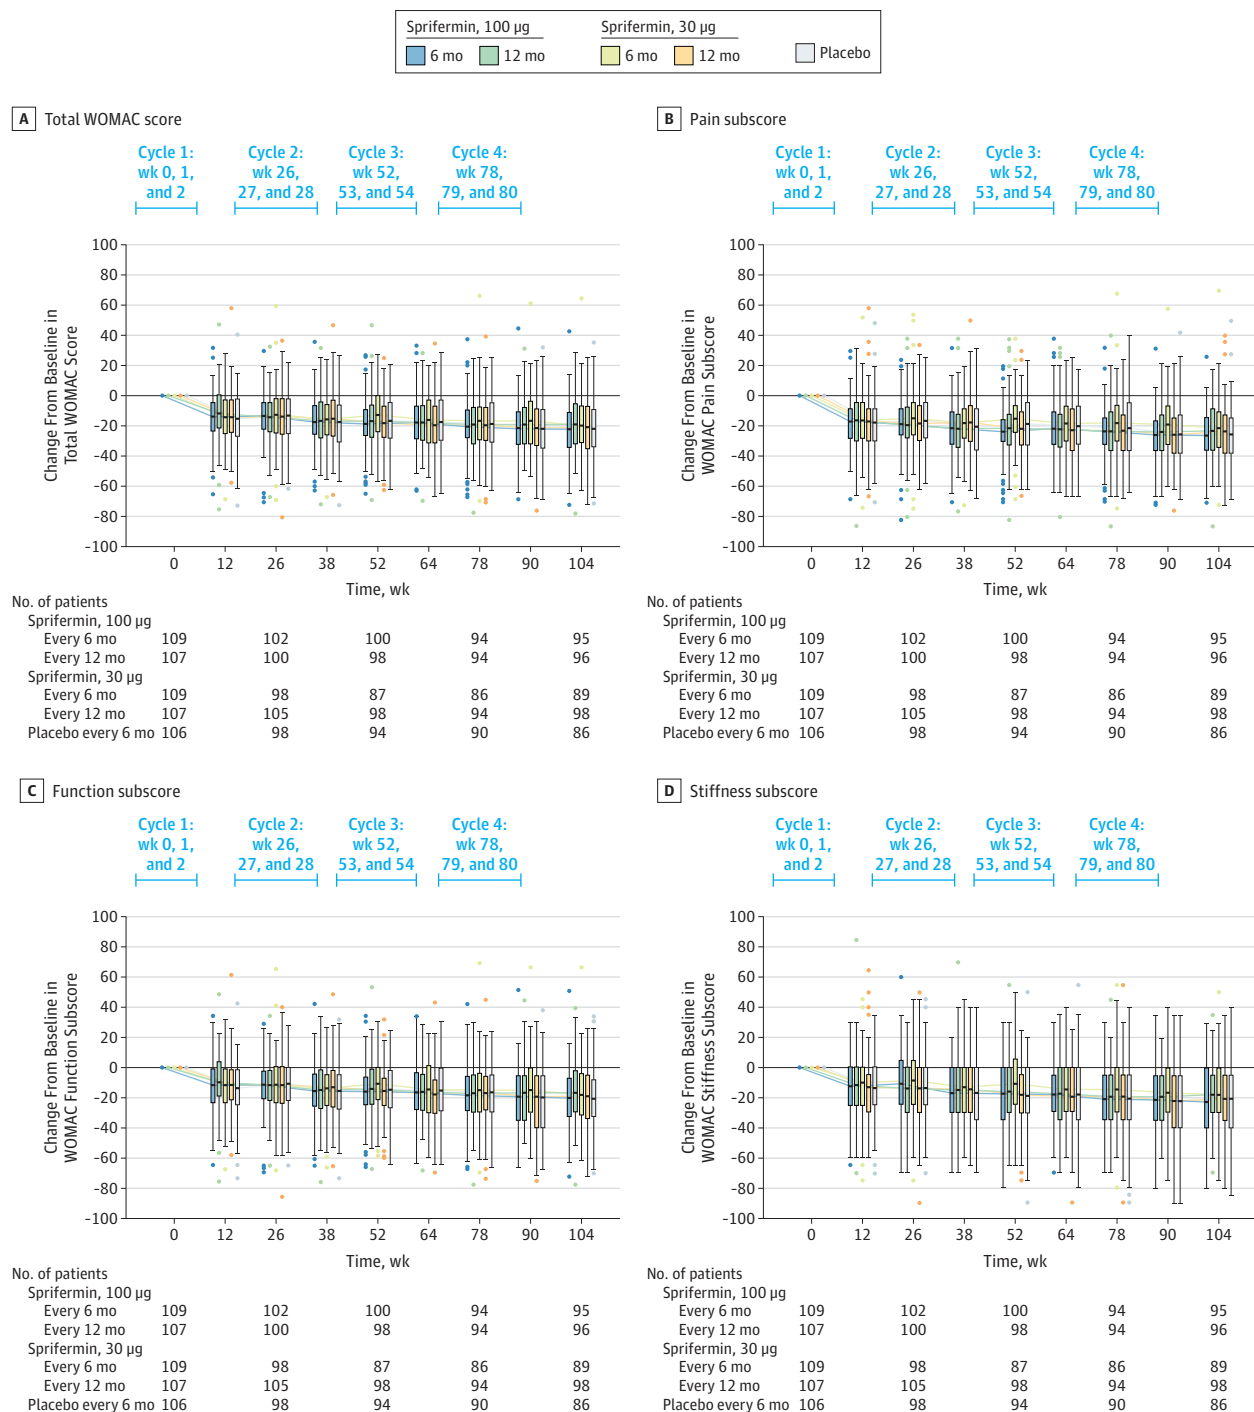 Sprifermin, 100 µg Sprifermin, 30 µg
6 mo 12 mo 6 mo 12 mo Placebo
A Total WOMAC score
Cycle 1: Cycle 2: Cycle 3: Cycle 4:
wk 0, 1, wk 26, wk 52, wk 78,
and 2 27, and 28 53, and 54 79, and 80
Change From Baseline in
Total WOMAC Score
100
80
60
40
20
0
-20
-40
-60
-80
-100
0 12 26 38 52 64 78 90 104
Time, wk
No. of patients
Sprifermin, 100 µg
Every 6 mo 109 102 100 94 95
Every 12 mo 107 100 98 94 96
Sprifermin, 30 µg
Every 6 mo 109 98 87 86 89
Every 12 mo 107 105 98 94 98
Placebo every 6 mo 106 98 94 90 86
B Pain subscore
Cycle 1: Cycle 2: Cycle 3: Cycle 4:
wk 0, 1, wk 26, wk 52, wk 78,
and 2 27, and 28 53, and 54 79, and 80
Change From Baseline in
WOMAC Pain Subscore
100
80
60
40
20
0
-20
-40
-60
-80
-100
0 12 26 38 52 64 78 90 104
Time, wk
No. of patients
Sprifermin, 100 µg
Every 6 mo 109 102 100 94 95
Every 12 mo 107 100 98 94 96
Sprifermin, 30 µg
Every 6 mo 109 98 87 86 89
Every 12 mo 107 105 98 94 98
Placebo every 6 mo 106 98 94 90 86
C Function subscore
Cycle 1: Cycle 2: Cycle 3: Cycle 4:
wk 0, 1, wk 26, wk 52, wk 78,
and 2 27, and 28 53, and 54 79, and 80
Change From Baseline in
WOMAC Function Subscore
100
80
60
40
20
0
-20
-40
-60
-80
-100
0 12 26 38 52 64 78 90 104
Time, wk
No. of patients
Sprifermin, 100 µg
Every 6 mo 109 102 100 94 95
Every 12 mo 107 100 98 94 96
Sprifermin, 30 µg
Every 6 mo 109 98 87 86 89
Every 12 mo 107 105 98 94 98
Placebo every 6 mo 106 98 94 90 86
D Stiffness subscore
Cycle 1: Cycle 2: Cycle 3: Cycle 4:
wk 0, 1, wk 26, wk 52, wk 78,
and 2 27, and 28 53, and 54 79, and 80
Change From Baseline in
WOMAC Stiffness Subscore
100
80
60
40
20
0
-20
-40
-60
-80
-100
0 12 26 38 52 64 78 90 104
Time, wk
No. of patients
Sprifermin, 100 µg
Every 6 mo 109 102 100 94 95
Every 12 mo 107 100 98 94 96
Sprifermin, 30 µg
Every 6 mo 109 98 87 86 89
Every 12 mo 107 105 98 94 98
Placebo every 6 mo 106 98 94 90 86